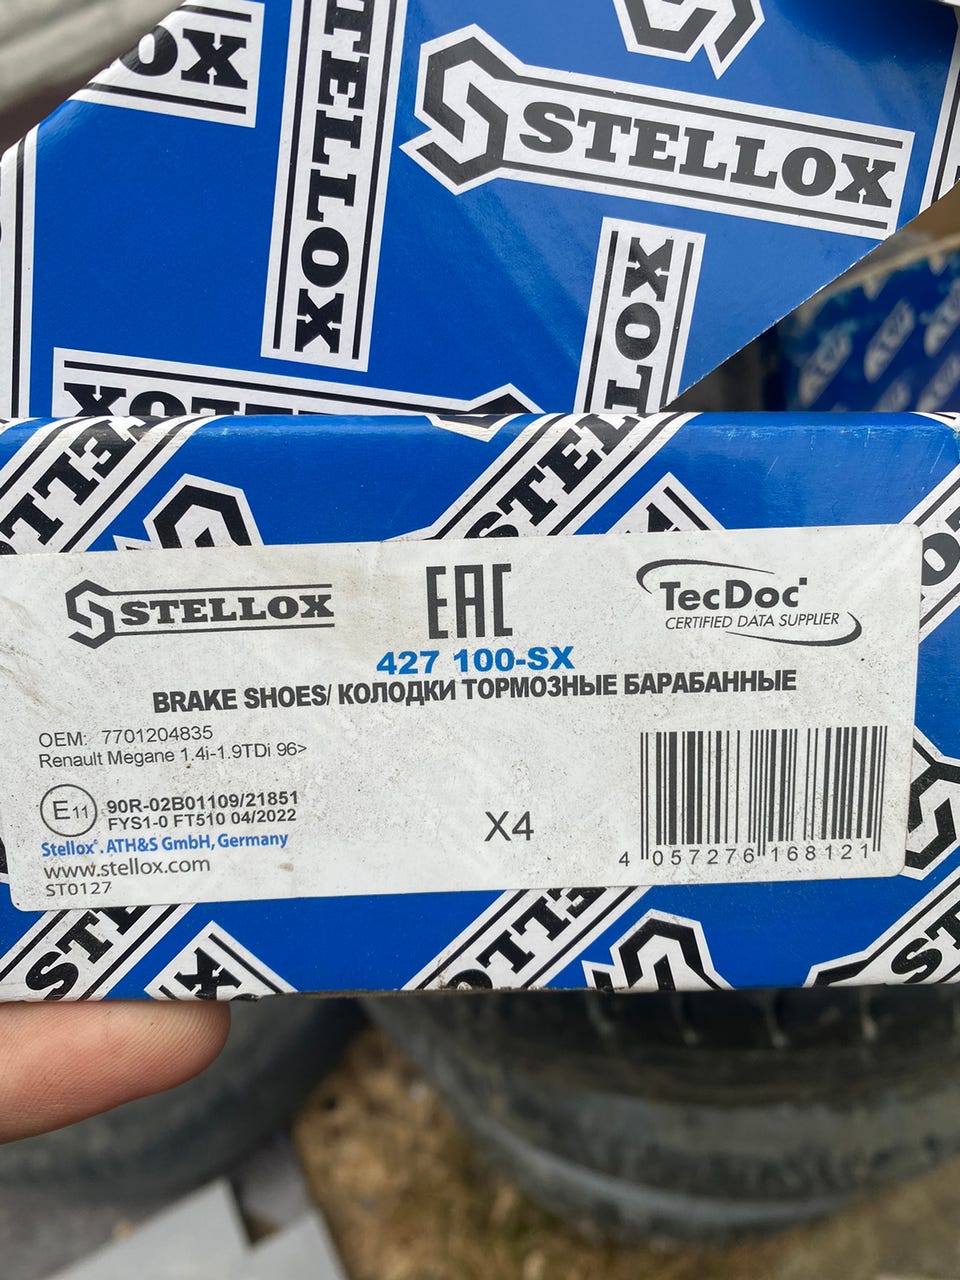 OX
STELLOX
STELLOX
STELLOX
STELLOX
STELLOX
EAC
TecDoc
CERTIFIED DATA SUPPLIER
427 100-SX
BRAKE SHOES/ КОЛОДКИ ТОРМОЗНЫЕ БАРАБАННЫЕ
OEM: 7701204835
Renault Megane 1.4i-1.9TDi 96>
E11 90R-02B01109/21851
FYS1-0 FT510 04/2022
X4
Stellox®. ATH&S GmbH, Germany
www.stellox.com
ST0127
4 057276 168121